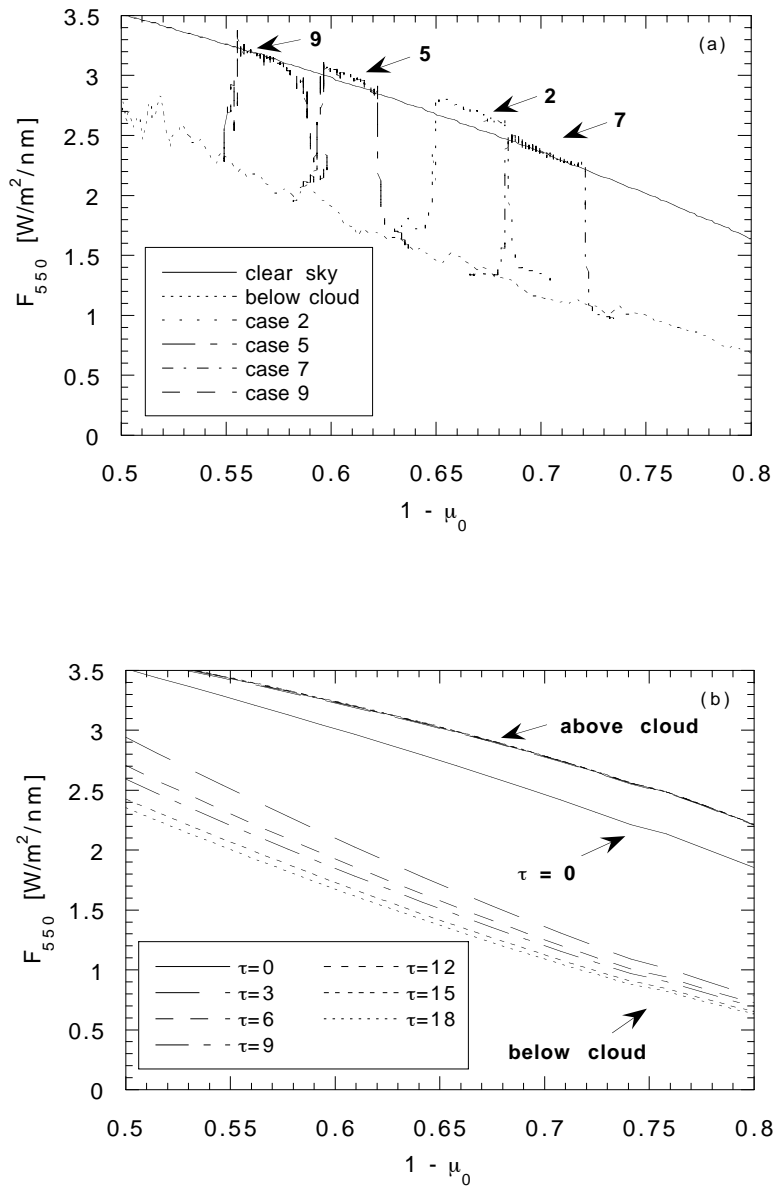 3.5
3
2.5
2
1.5
1
0.5
0
F550 [W/m²/nm]
9
5
2
7
(a)
clear sky
below cloud
case 2
case 5
case 7
case 9
0.5 0.55 0.6 0.65 0.7 0.75 0.8
1 - μ0
3.5
3
2.5
2
1.5
1
0.5
0
F550 [W/m²/nm]
(b)
above cloud
τ = 0
τ=0 τ=12
τ=3 τ=15
τ=6 τ=18
τ=9
below cloud
0.5 0.55 0.6 0.65 0.7 0.75 0.8
1 - μ0